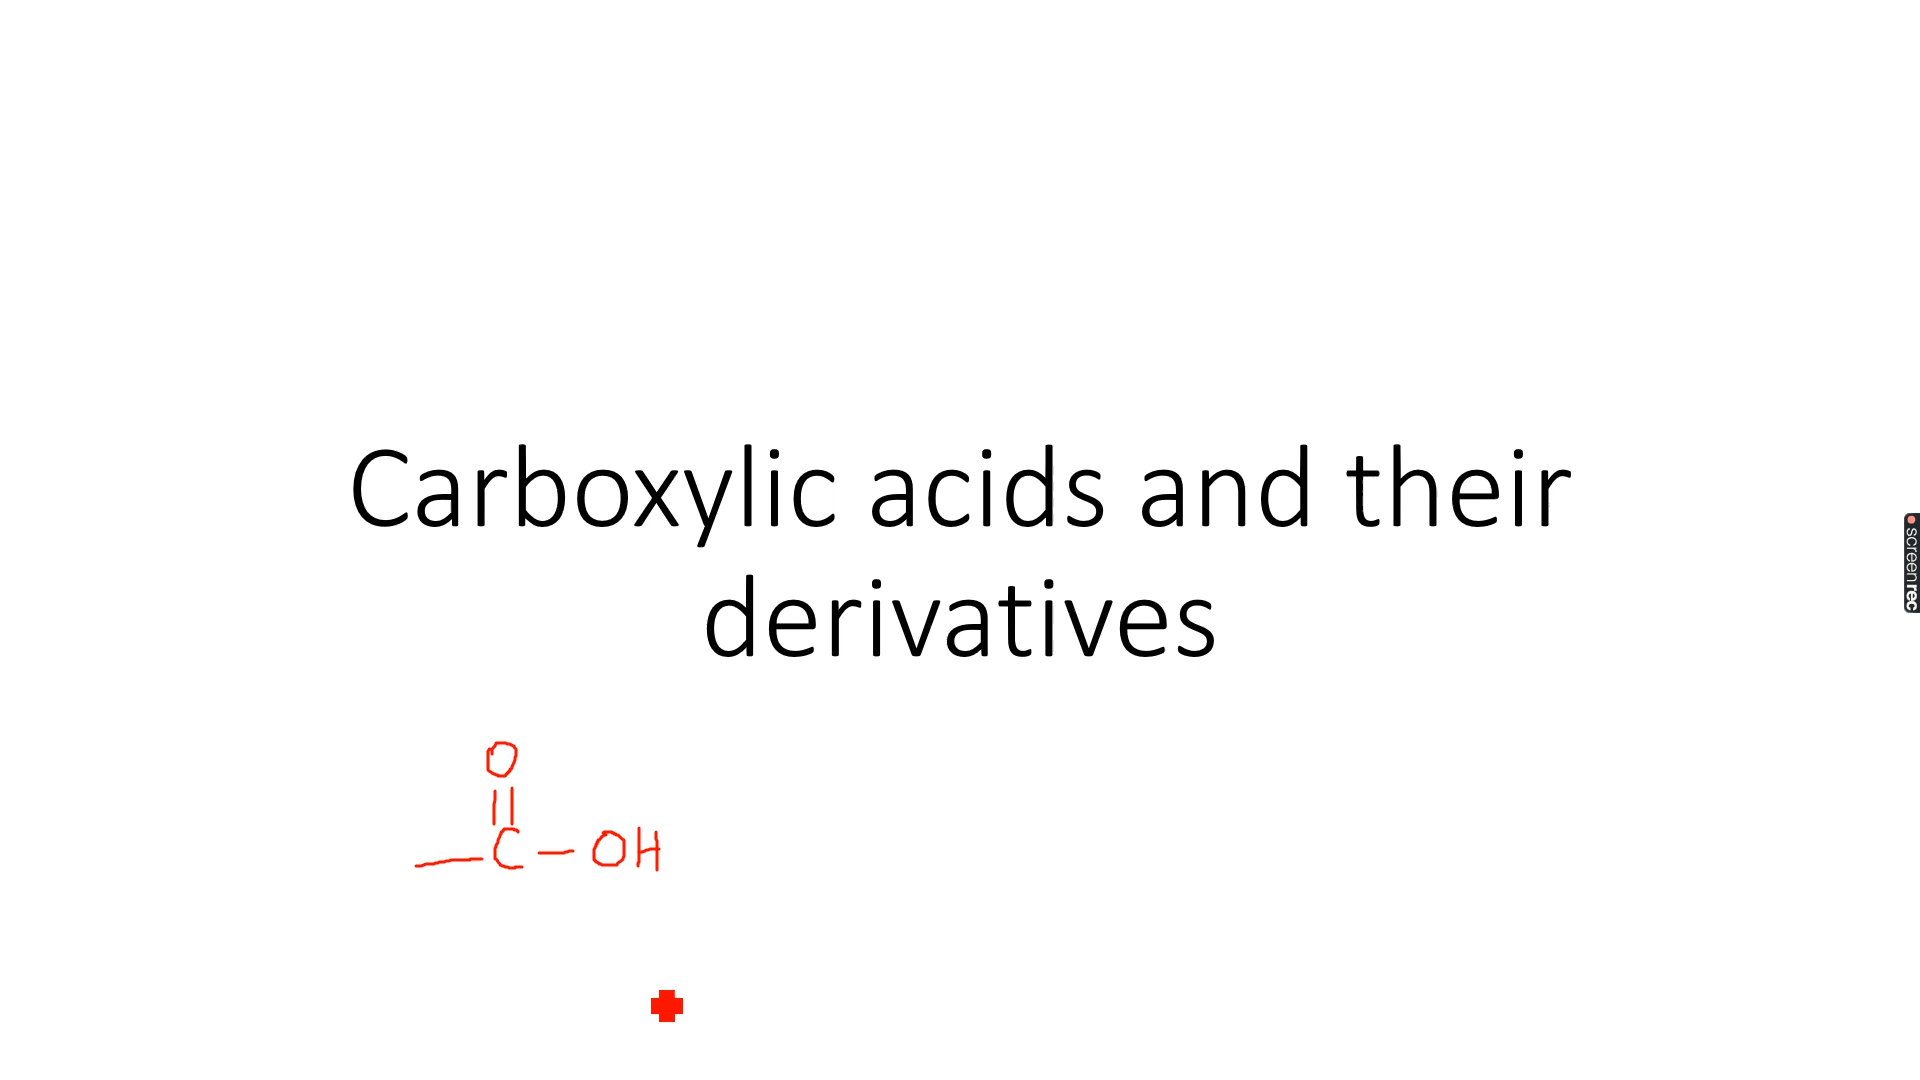 Carboxylic acids and their
derivatives
O
C - OH
screenrec